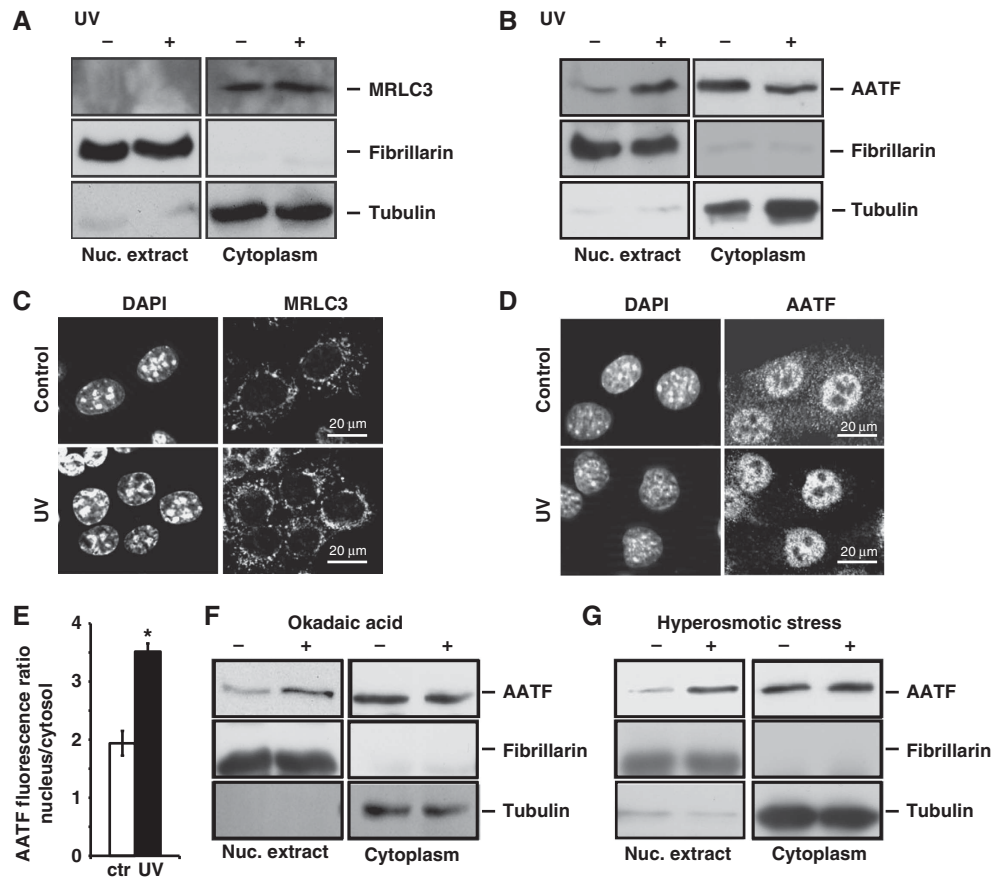 A
UV
– +
– +
MRLC3
Fibrillarin
Tubulin
Nuc. extract
Cytoplasm
B
UV
– +
– +
AATF
Fibrillarin
Tubulin
Nuc. extract
Cytoplasm
C
DAPI
MRLC3
Control
20 μm
UV
20 μm
D
DAPI
AATF
Control
20 μm
UV
20 μm
E
AATF fluorescence ratio
nucleus/cytosol
4
3
2
1
0
*
ctr UV
F
Okadaic acid
– +
– +
AATF
Fibrillarin
Tubulin
Nuc. extract
Cytoplasm
G
Hyperosmotic stress
– +
– +
AATF
Fibrillarin
Tubulin
Nuc. extract
Cytoplasm